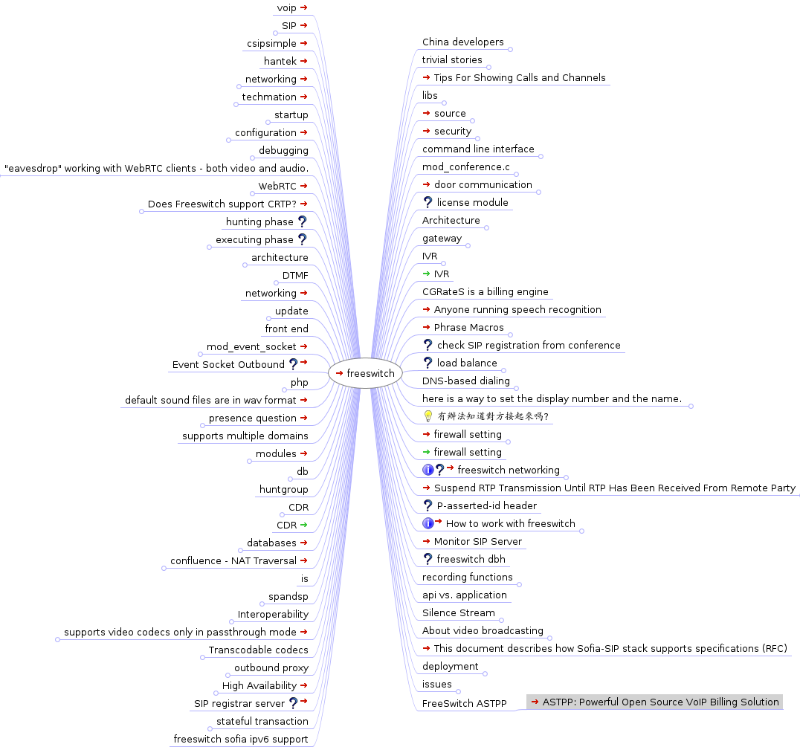 voip
SIP
csipsimple
hantek
networking
techmation
startup
configuration
debugging
"eavesdrop" working with WebRTC clients - both video and audio.
WebRTC
Does Freeswitch support CRTP?
hunting phase
executing phase
architecture
DTMF
networking
update
front end
mod_event_socket
Event Socket Outbound
php
default sound files are in wav format
presence question
supports multiple domains
modules
db
huntgroup
CDR
CDR
databases
confluence - NAT Traversal
is
spandsp
Interoperability
supports video codecs only in passthrough mode
Transcodable codecs
outbound proxy
High Availability
SIP registrar server
stateful transaction
freeswitch sofia ipv6 support
freeswitch
China developers
trivial stories
Tips For Showing Calls and Channels
libs
source
security
command line interface
mod_conference.c
door communication
license module
Architecture
gateway
IVR
IVR
CGRateS is a billing engine
Anyone running speech recognition
Phrase Macros
check SIP registration from conference
load balance
DNS-based dialing
here is a way to set the display number and the name.
有辦法知道對方接起來嗎?
firewall setting
firewall setting
freeswitch networking
Suspend RTP Transmission Until RTP Has Been Received From Remote Party
P-asserted-id header
How to work with freeswitch
Monitor SIP Server
freeswitch dbh
recording functions
api vs. application
Silence Stream
About video broadcasting
This document describes how Sofia-SIP stack supports specifications (RFC)
deployment
issues
FreeSwitch ASTPP
ASTPP: Powerful Open Source VoIP Billing Solution